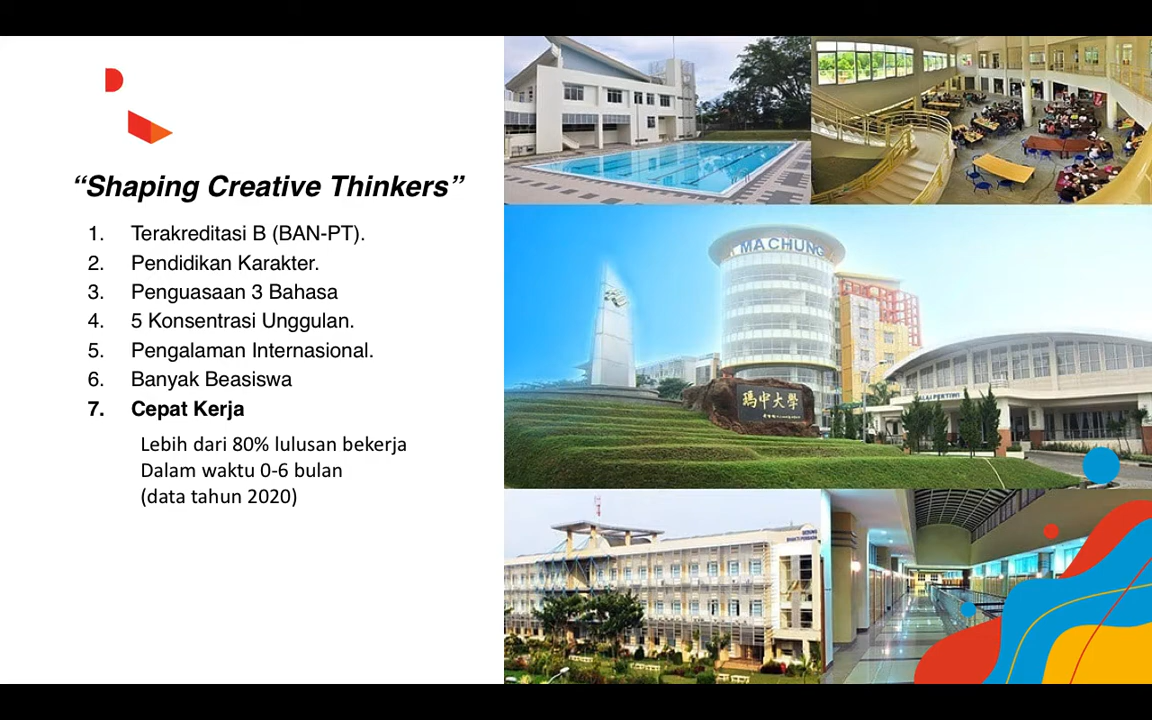 “Shaping Creative Thinkers”
1. Terakreditasi B (BAN-PT).
2. Pendidikan Karakter.
3. Penguasaan 3 Bahasa
4. 5 Konsentrasi Unggulan.
5. Pengalaman Internasional.
6. Banyak Beasiswa
7. Cepat Kerja
Lebih dari 80% lulusan bekerja
Dalam waktu 0-6 bulan
(data tahun 2020)
MA CHUNG
瑪中大學